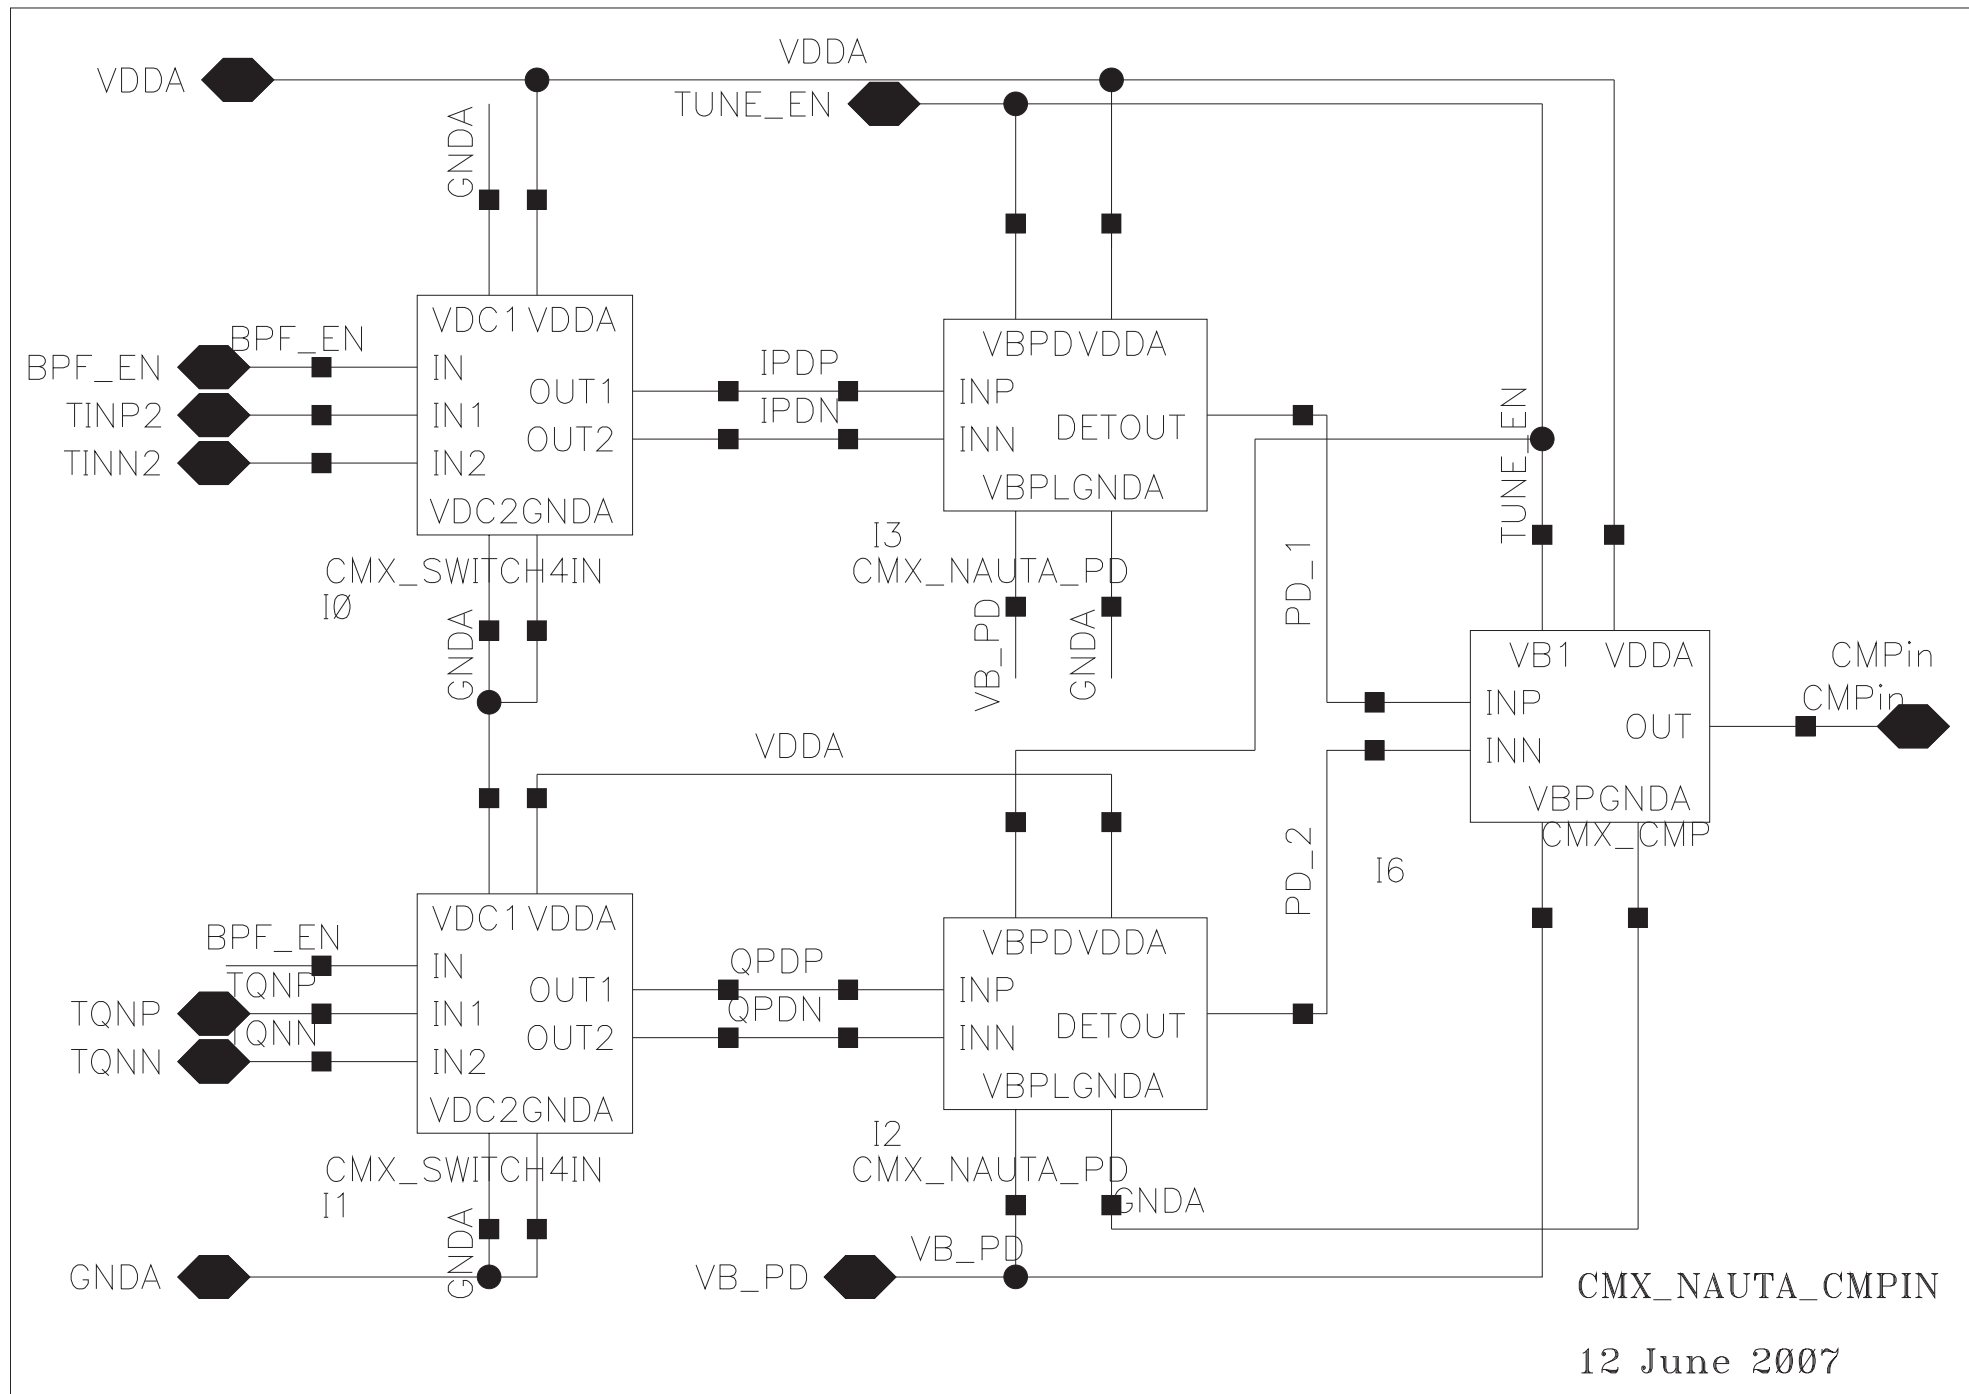 VDDA
VDDA
TUNE_EN
GNDA
VDC1 VDDA
BPF_EN
BPF_EN
IN
OUT1
TINP2
IN1
OUT2
TINN2
IN2
VDC2 GNDA
CMX_SWITCH4IN
IØ
GNDA
IPDP
IPDN
VBPD VDDA
INP
DETOUT
INN
VBPL GNDA
I3
CMX_NAUTA_PD
VB_PD
GNDA
PD_1
TUNE_EN
VB1 VDDA
INP
OUT
INN
VBP GNDA
CMX_CMP
I6
CMPin
CMPin
VDDA
PD_2
VDC1 VDDA
BPF_EN
IN
TQNP
OUT1
TQNP
IN1
TQNN
OUT2
TQNN
IN2
VDC2 GNDA
CMX_SWITCH4IN
I1
GNDA
GNDA
QPDP
QPDN
VBPD VDDA
INP
DETOUT
INN
VBPL GNDA
I2
CMX_NAUTA_PD
GNDA
VB_PD
VB_PD
CMX_NAUTA_CMPIN
12 June 2ØØ7